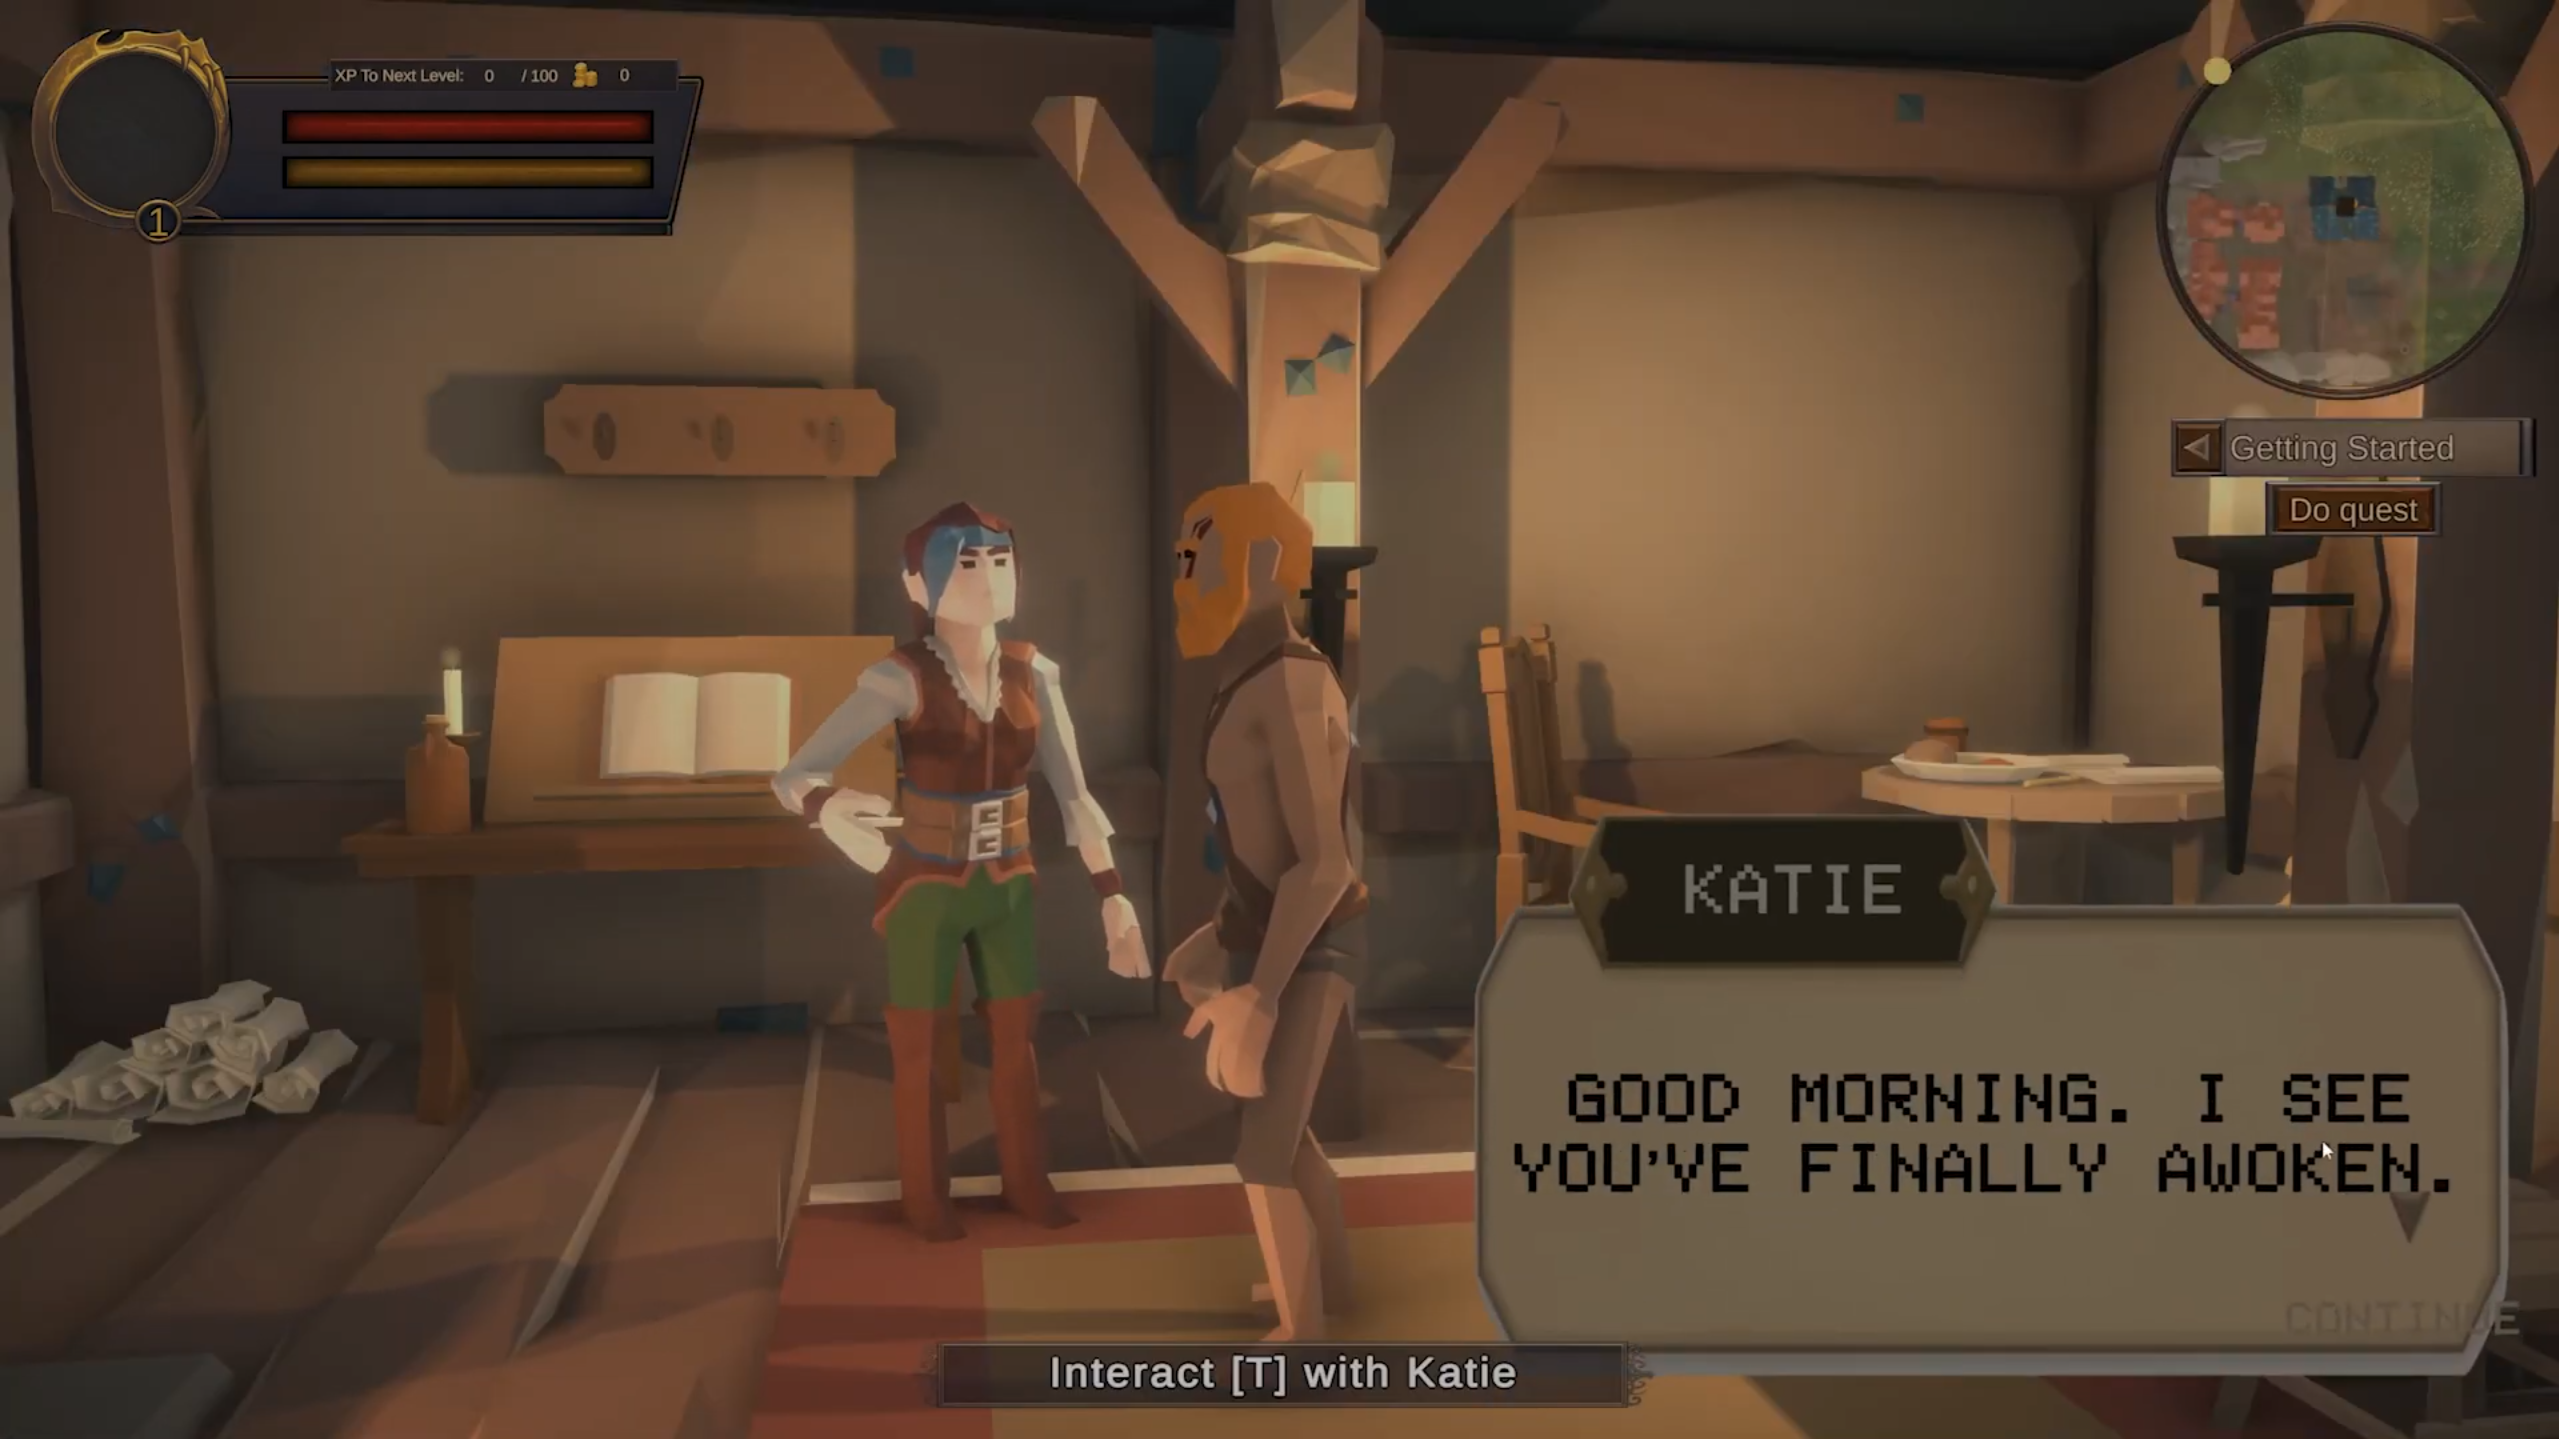 XP To Next Level: 0 / 100 0
1
Getting Started
Do quest
KATIE
GOOD MORNING. I SEE
YOU'VE FINALLY AWOKEN.
CONTINUE
Interact [T] with Katie